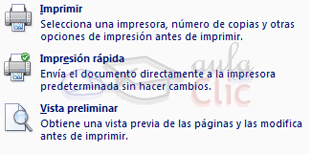 Imprimir
Selecciona una impresora, número de copias y otras
opciones de impresión antes de imprimir.
Impresión rápida
Envía el documento directamente a la impresora
predeterminada sin hacer cambios.
aula
clic
Vista preliminar
Obtiene una vista previa de las páginas y las modifica
antes de imprimir.